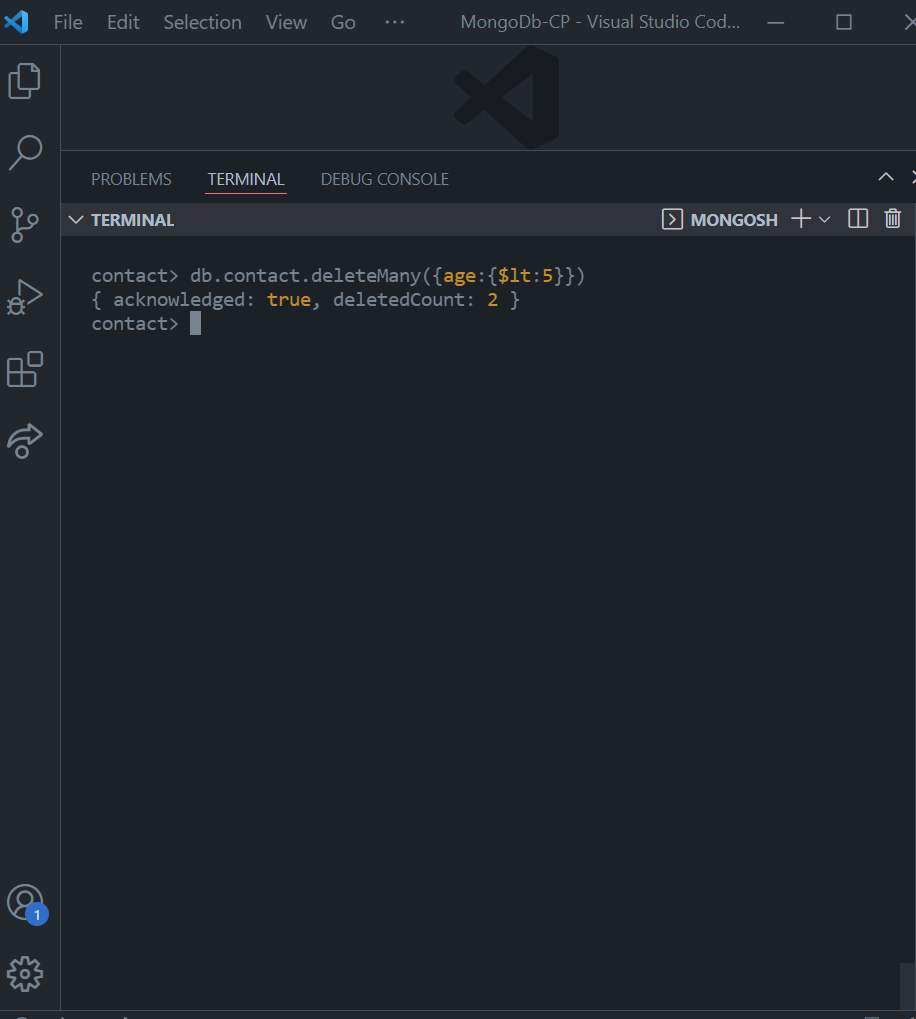 File Edit Selection View Go ··· MongoDb-CP - Visual Studio Cod...
PROBLEMS TERMINAL DEBUG CONSOLE
TERMINAL MONGOSH
contact> db.contact.deleteMany({age:{$lt:5}})
{ acknowledged: true, deletedCount: 2 }
contact>
1